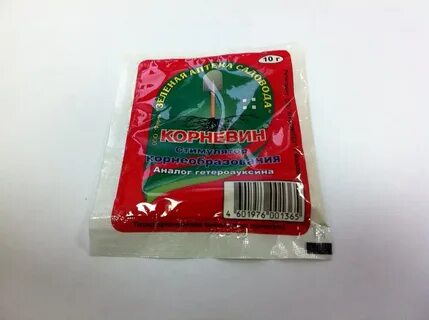 ЗЕЛЕНАЯ АПТЕКА САДОВОДА
10 г
КОРНЕВИН
Стимулятор
корнеобразования
Аналог гетероауксина
4 601976 001365